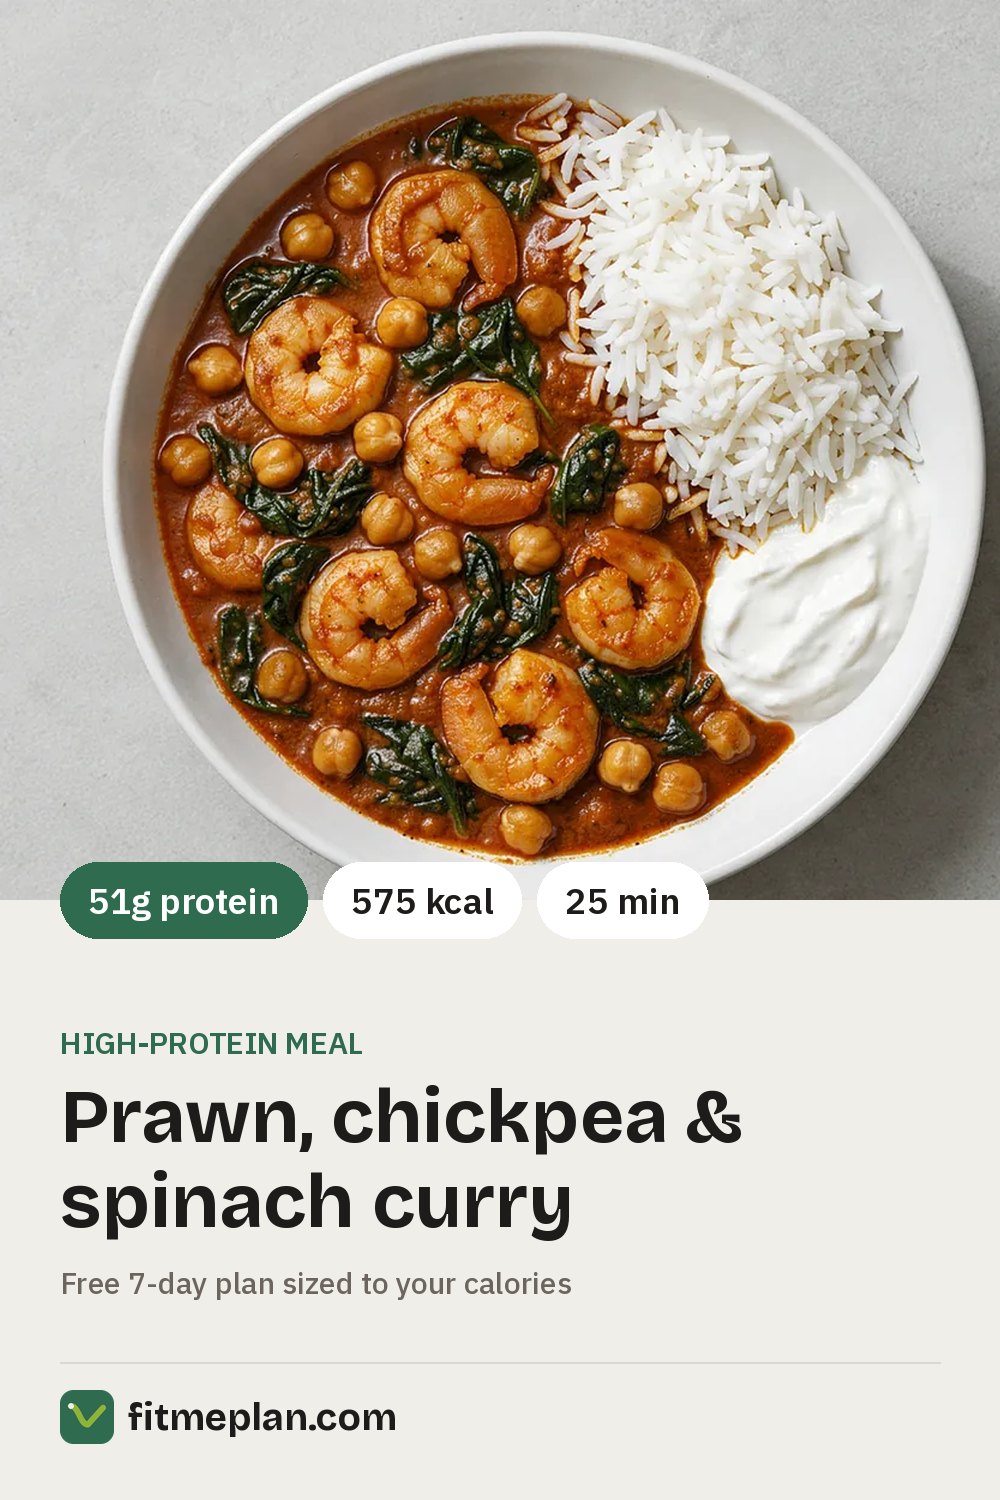 51g protein
575 kcal
25 min
HIGH-PROTEIN MEAL
Prawn, chickpea &
spinach curry
Free 7-day plan sized to your calories
fitmeplan.com